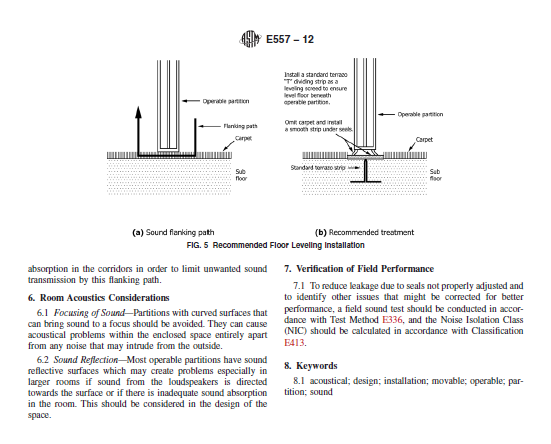 ASTM E557 – 12
Install a standard terrazo
"T" dividing strip as a
leveling screed to ensure
level floor beneath
operable partition.
Operable partition
Flanking path
Carpet
Sub
floor
Omit carpet and install
a smooth strip under seals.
Operable partition
Carpet
Standard terrazo strip
Sub
floor
(a) Sound flanking path
(b) Recommended treatment
FIG. 5 Recommended Floor Leveling Installation
absorption in the corridors in order to limit unwanted sound
transmission by this flanking path.
6. Room Acoustics Considerations
6.1 Focusing of Sound—Partitions with curved surfaces that
can bring sound to a focus should be avoided. They can cause
acoustical problems within the enclosed space entirely apart
from any noise that may intrude from the outside.
6.2 Sound Reflection—Most operable partitions have sound
reflective surfaces which may create problems especially in
larger rooms if sound from the loudspeakers is directed
towards the surface or if there is inadequate sound absorption
in the room. This should be considered in the design of the
space.
7. Verification of Field Performance
7.1 To reduce leakage due to seals not properly adjusted and
to identify other issues that might be corrected for better
performance, a field sound test should be conducted in accor-
dance with Test Method E336, and the Noise Isolation Class
(NIC) should be calculated in accordance with Classification
E413.
8. Keywords
8.1 acoustical; design; installation; movable; operable; par-
tition; sound